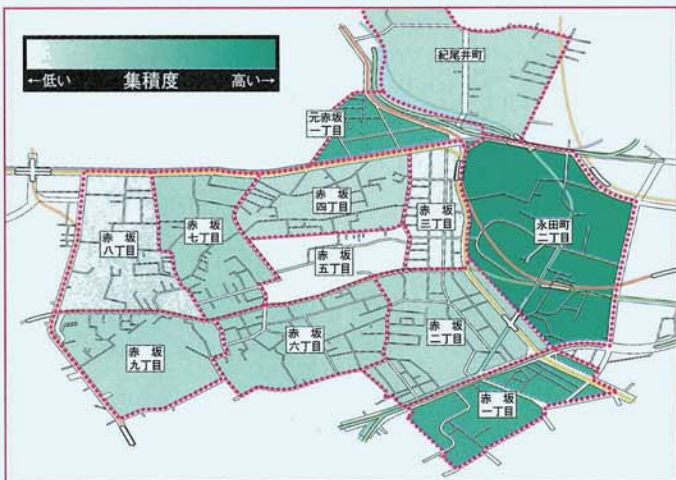 ←低い 集積度 高い→
紀尾井町
元赤坂
一丁目
赤坂
四丁目
赤坂
三丁目
永田町
二丁目
赤坂
七丁目
赤坂
八丁目
赤坂
五丁目
赤坂
九丁目
赤坂
六丁目
赤坂
二丁目
赤坂
一丁目